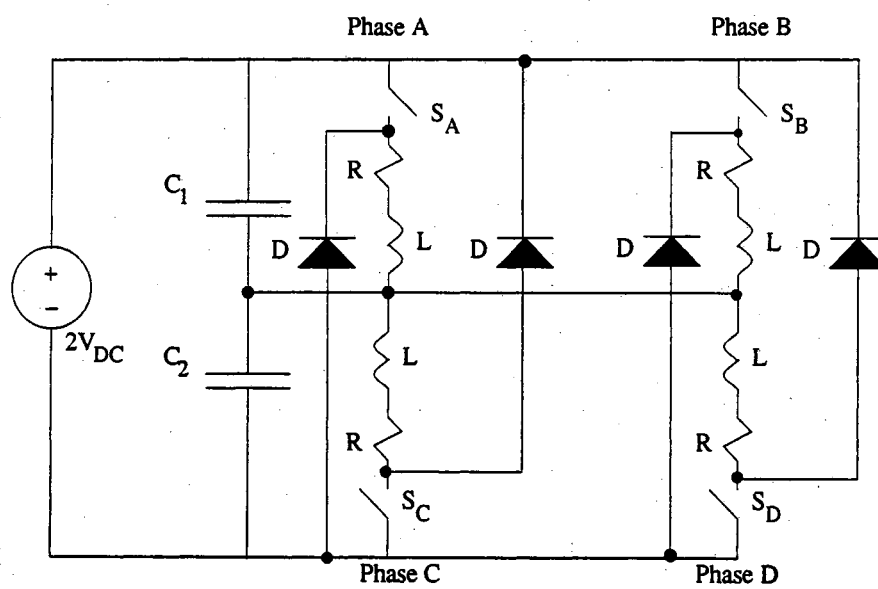 Phase A
Phase B
S_A
S_B
R
R
C_1
D
L
D
D
L
D
+
−
2V_DC
C_2
L
L
R
R
S_C
S_D
Phase C
Phase D